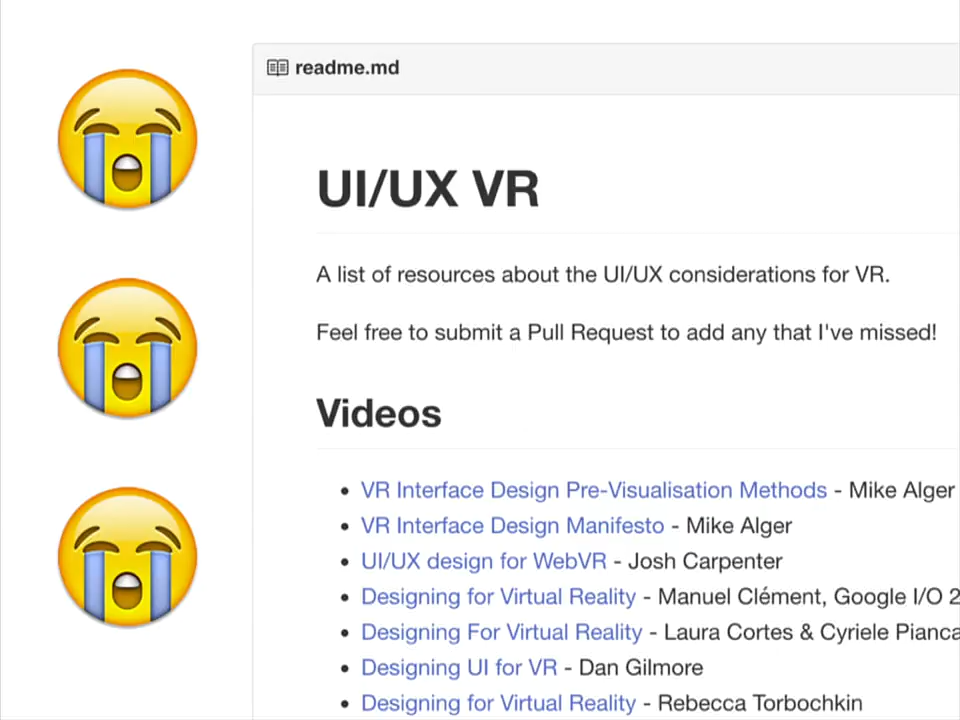 readme.md
UI/UX VR
A list of resources about the UI/UX considerations for VR.
Feel free to submit a Pull Request to add any that I've missed!
Videos
VR Interface Design Pre-Visualisation Methods - Mike Alger
VR Interface Design Manifesto - Mike Alger
UI/UX design for WebVR - Josh Carpenter
Designing for Virtual Reality - Manuel Clément, Google I/O 2
Designing For Virtual Reality - Laura Cortes & Cyriele Pianca
Designing UI for VR - Dan Gilmore
Designing for Virtual Reality - Rebecca Torbochkin